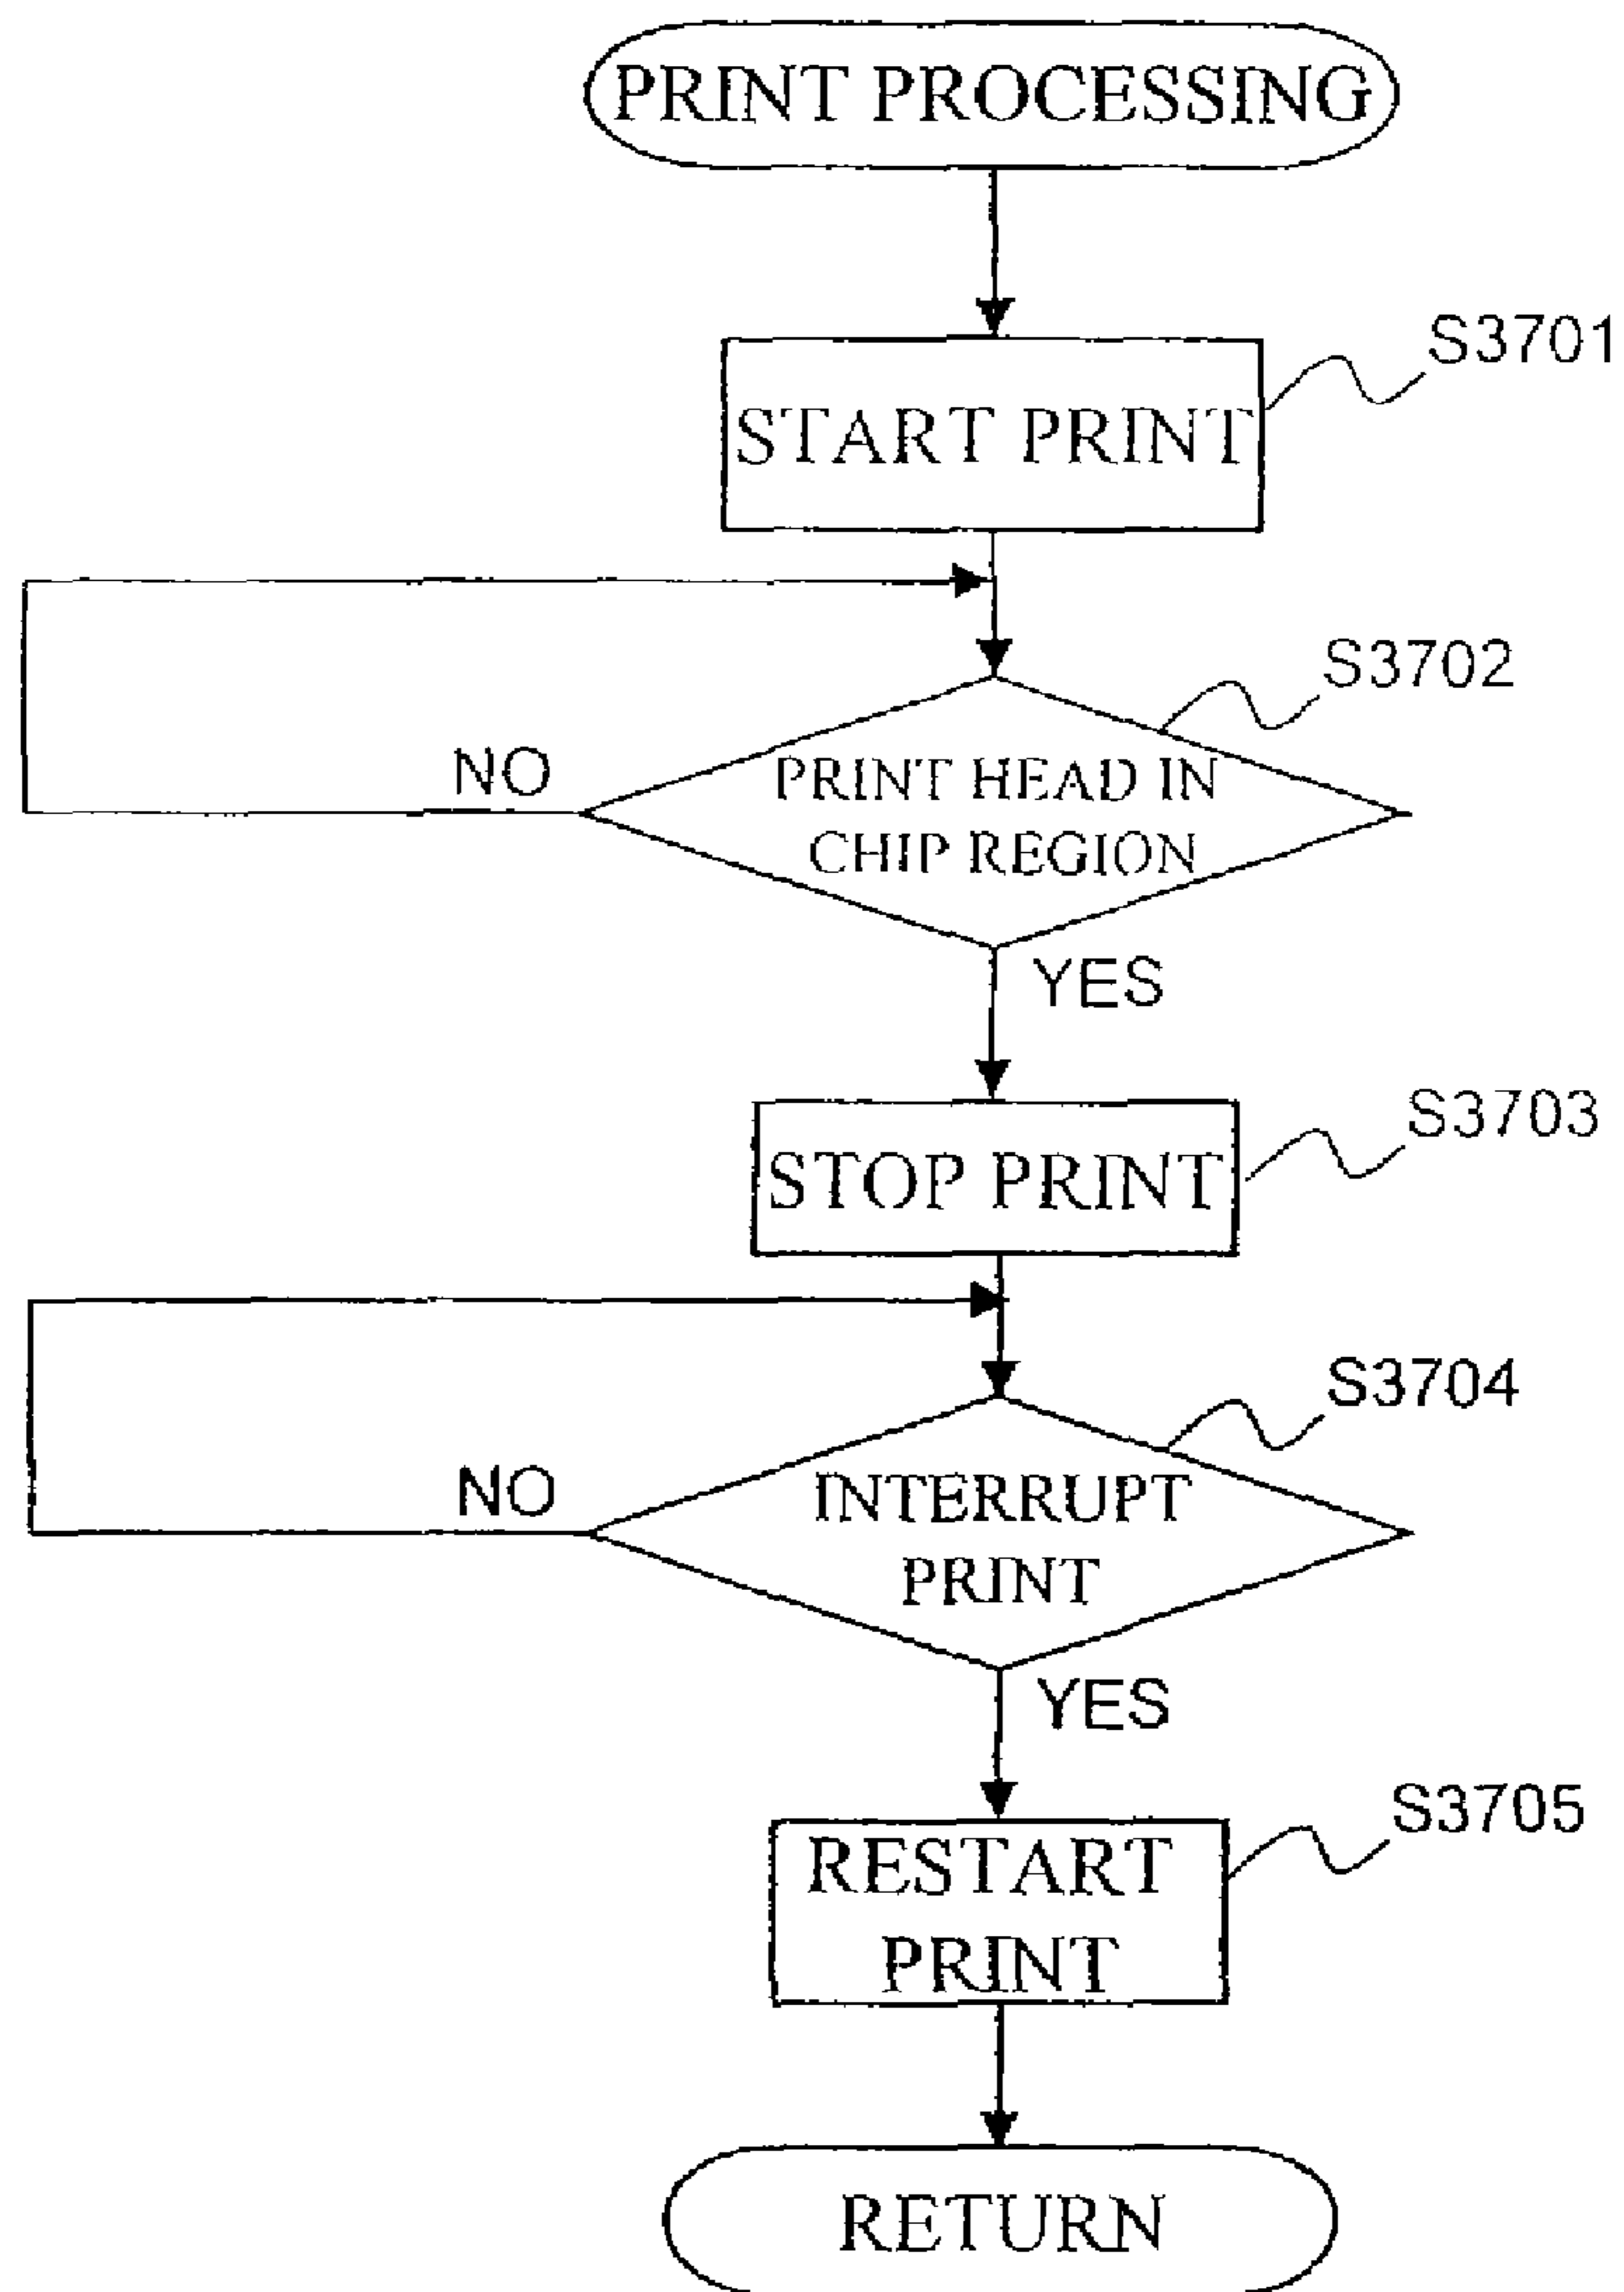 PRINT PROCESSING
S3701
START PRINT
S3702
NO
PRINT HEAD IN
CHIP REGION
YES
S3703
STOP PRINT
S3704
NO
INTERRUPT
PRINT
YES
S3705
RESTART
PRINT
RETURN